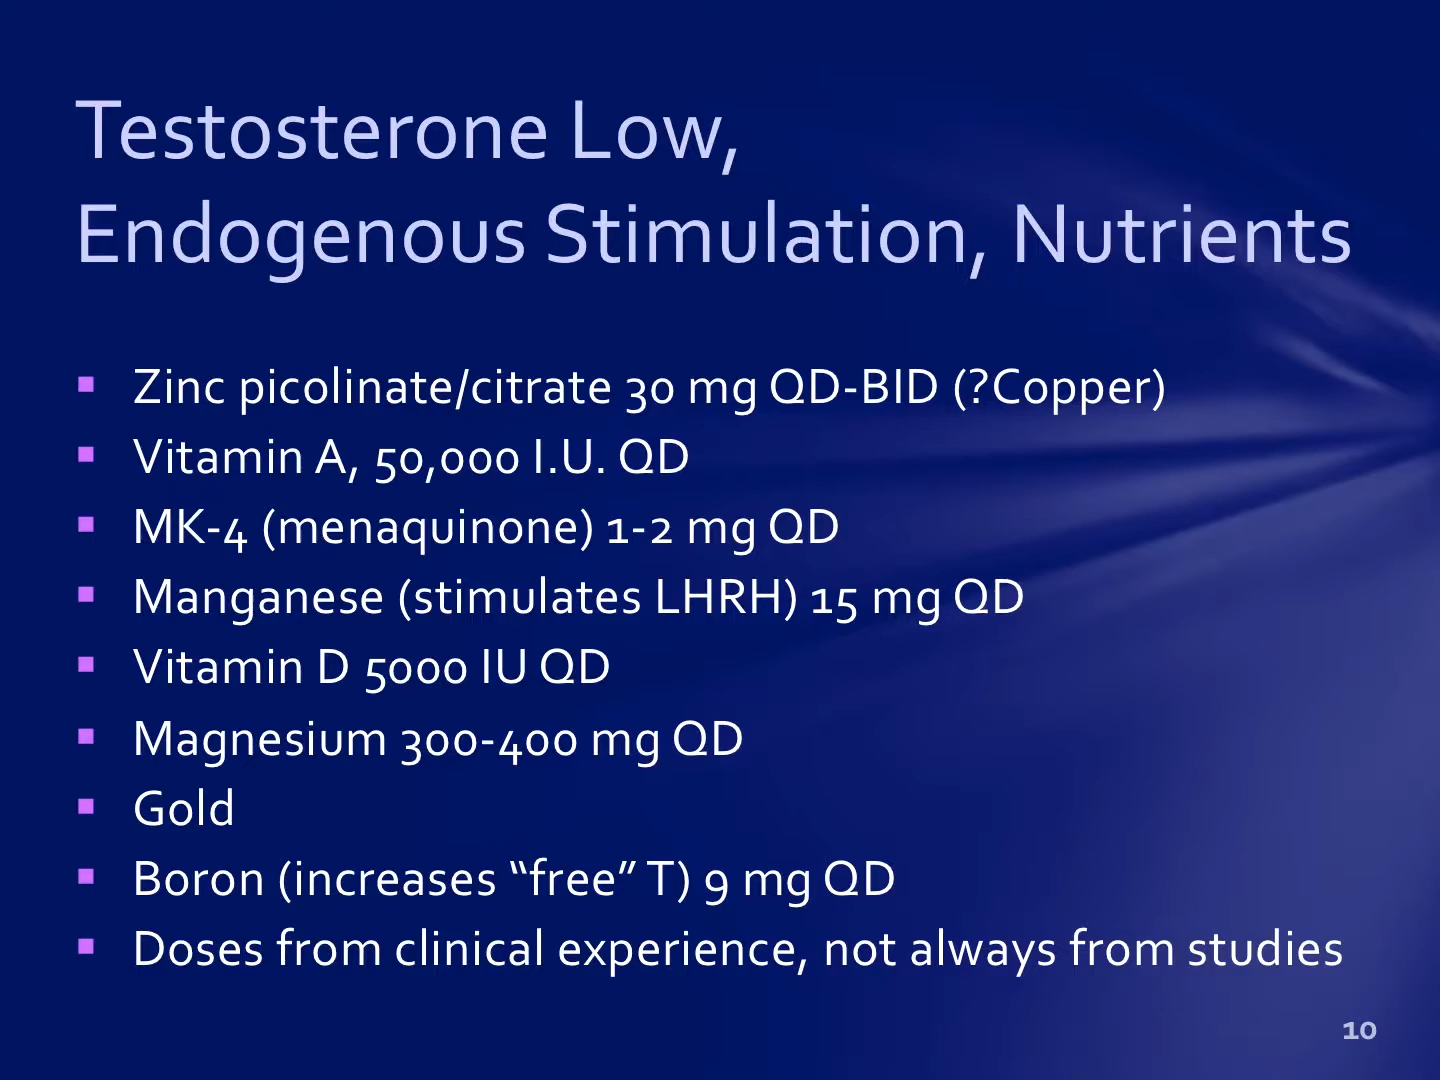 Testosterone Low,
Endogenous Stimulation, Nutrients
▪ Zinc picolinate/citrate 30 mg QD-BID (?Copper)
▪ Vitamin A, 50,000 I.U. QD
▪ MK-4 (menaquinone) 1-2 mg QD
▪ Manganese (stimulates LHRH) 15 mg QD
▪ Vitamin D 5000 IU QD
▪ Magnesium 300-400 mg QD
▪ Gold
▪ Boron (increases “free” T) 9 mg QD
▪ Doses from clinical experience, not always from studies
10